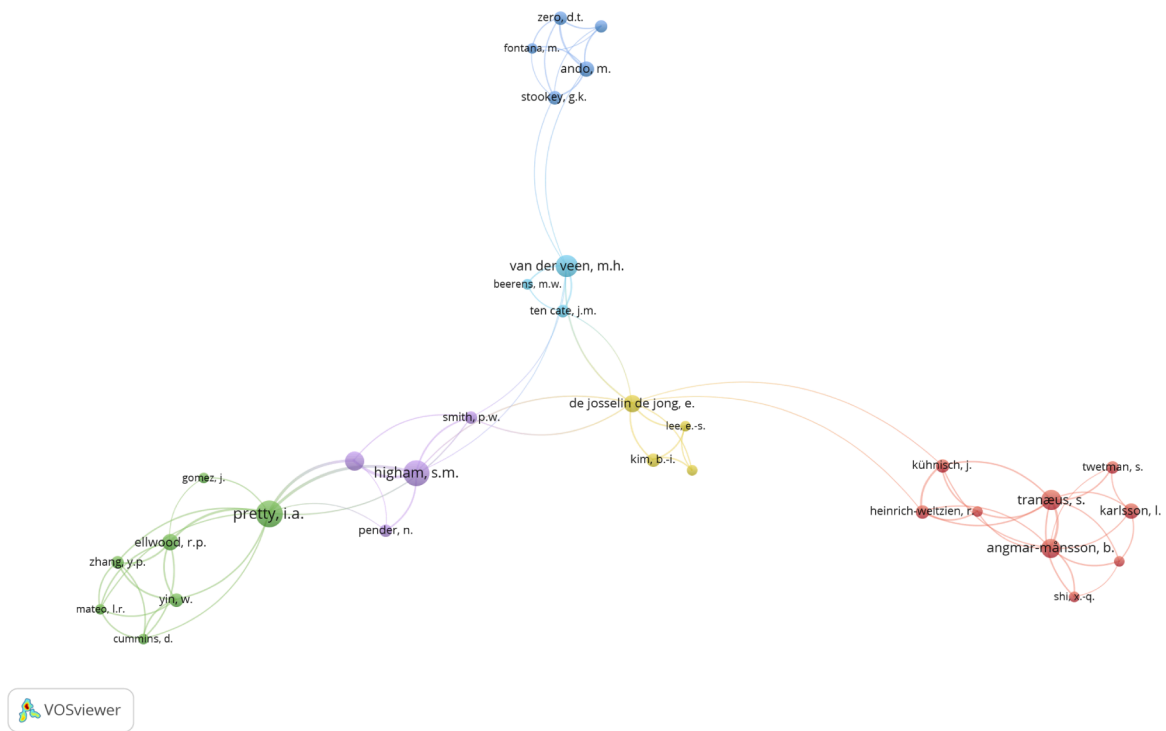 zero, d.t.
fontana, m.
ando, m.
stookey, g.k.
van der veen, m.h.
beerens, m.w.
ten cate, j.m.
de josselin de jong, e.
smith, p.w.
lee, e.-s.
kim, b.-i.
higham, s.m.
kühnisch, j.
twetman, s.
gomez, j.
tranæus, s.
heinrich-weltzien, r.
karlsson, l.
pretty, i.a.
pender, n.
ellwood, r.p.
angmar-månsson, b.
zhang, y.p.
shi, x.-q.
yin, w.
mateo, l.r.
cummins, d.
VOSviewer